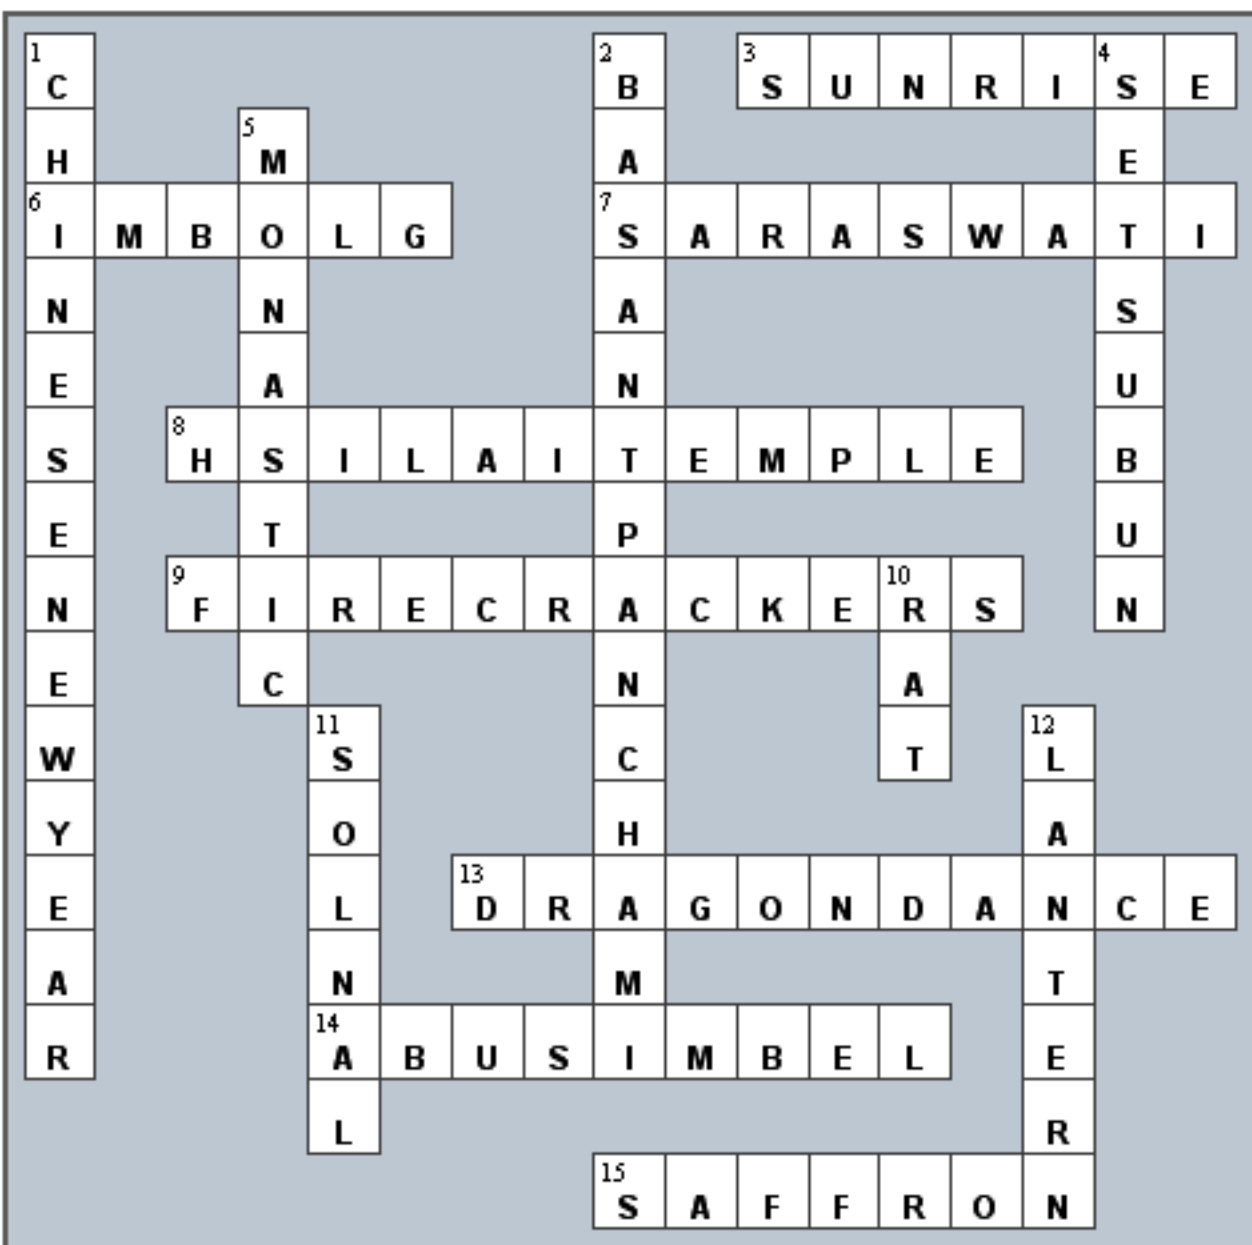 1 2 3 4
C B S U N R I S E
5
H M A E
6 7
I M B O L G S A R A S W A T I
N N A S
E A N U
8
S H S I L A I T E M P L E B
E T P U
9 10
N F I R E C R A C K E R S N
E C N A
11 12
W S C T L
Y O H A
13
E L D R A G O N D A N C E
A N M T
14
R A B U S I M B E L E
L R
15
S A F F R O N